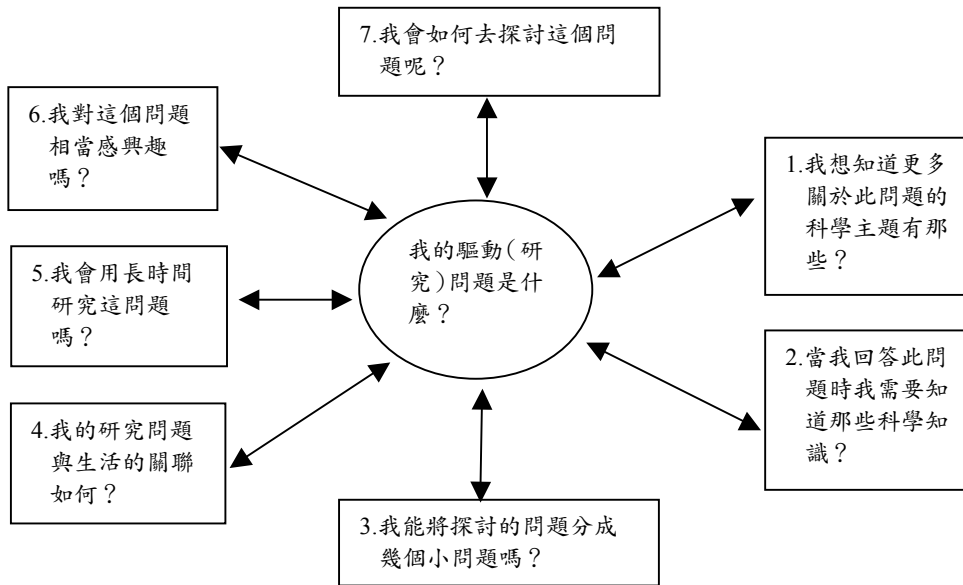 7.我會如何去探討這個問
題呢？
6.我對這個問題
相當感興趣
嗎？
1.我想知道更多
關於此問題的
科學主題有那
些？
我的驅動（研
究）問題是什
麼？
5.我會用長時間
研究這問題
嗎？
2.當我回答此問
題時我需要知
道那些科學知
識？
4.我的研究問題
與生活的關聯
如何？
3.我能將探討的問題分成
幾個小問題嗎？